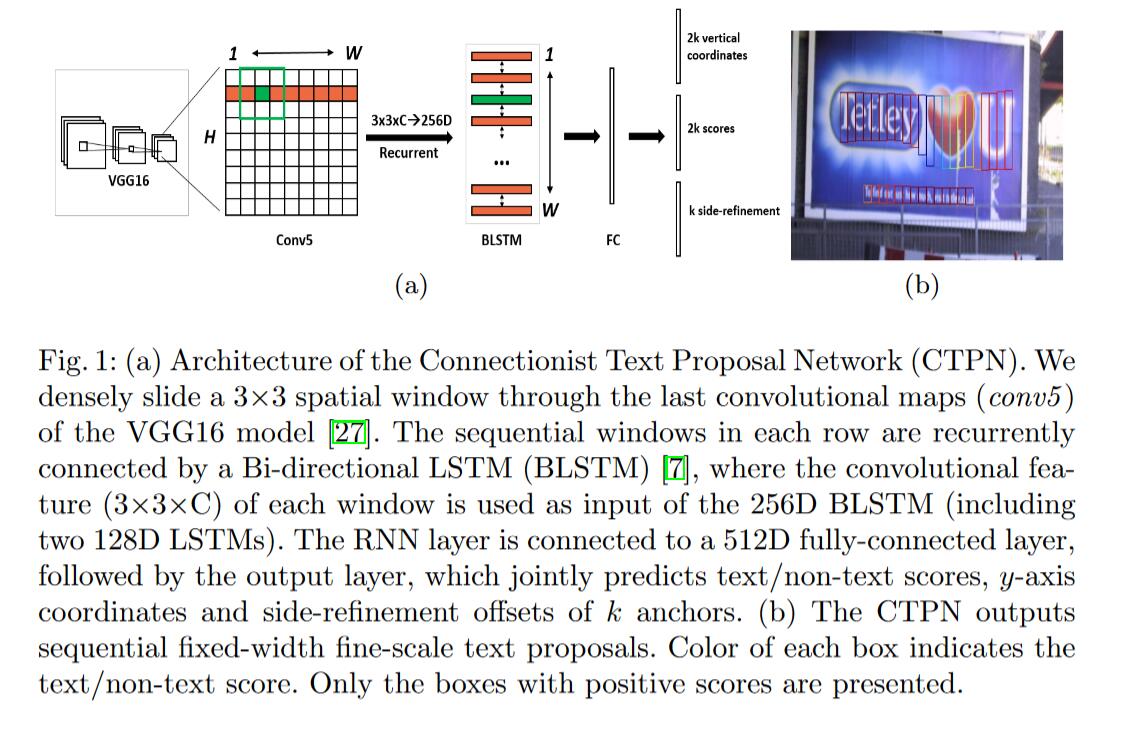 1
W
H
VGG16
Conv5
3x3xC→256D
Recurrent
1
...
W
BLSTM
FC
2k vertical
coordinates
2k scores
k side-refinement
Tetley
U
(a)
(b)
Fig. 1: (a) Architecture of the Connectionist Text Proposal Network (CTPN). We
densely slide a 3×3 spatial window through the last convolutional maps (conv5)
of the VGG16 model [27]. The sequential windows in each row are recurrently
connected by a Bi-directional LSTM (BLSTM) [7], where the convolutional fea-
ture (3×3×C) of each window is used as input of the 256D BLSTM (including
two 128D LSTMs). The RNN layer is connected to a 512D fully-connected layer,
followed by the output layer, which jointly predicts text/non-text scores, y-axis
coordinates and side-refinement offsets of k anchors. (b) The CTPN outputs
sequential fixed-width fine-scale text proposals. Color of each box indicates the
text/non-text score. Only the boxes with positive scores are presented.